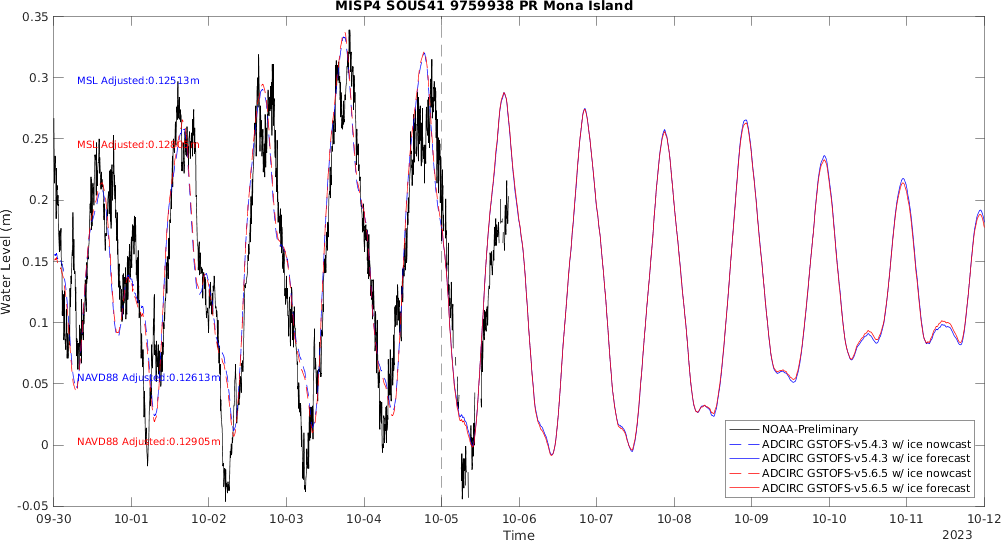 MISP4 SOUS41 9759938 PR Mona Island
0.35
0.3
0.25
0.2
0.15
0.1
0.05
0
-0.05
Water Level (m)
MSL Adjusted:0.12513m
MSL
NAVD88 Adjusted:0.12613m
NAVD88 Adjusted:0.12905m
NOAA-Preliminary
ADCIRC GSTOFS-v5.4.3 w/ ice nowcast
ADCIRC GSTOFS-v5.4.3 w/ ice forecast
ADCIRC GSTOFS-v5.6.5 w/ ice nowcast
ADCIRC GSTOFS-v5.6.5 w/ ice forecast
09-30 10-01 10-02 10-03 10-04 10-05 10-06 10-07 10-08 10-09 10-10 10-11 10-12
Time
2023